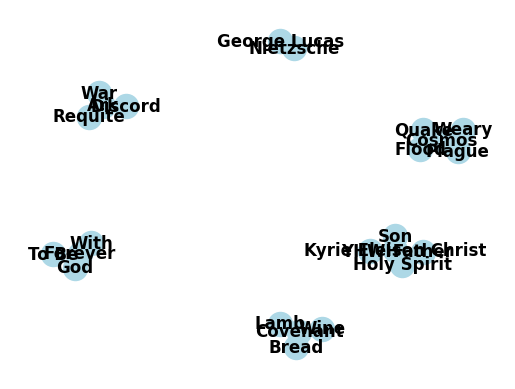 George Lucas
Nietzsche
War
Discord
Requite
Quake
Weary
Cosmos
Flood
Plague
Son
Kyrie Eleison Christ
YHWH
Father
Holy Spirit
With
To Be
Forever
God
Lamb
Wine
Covenant
Bread